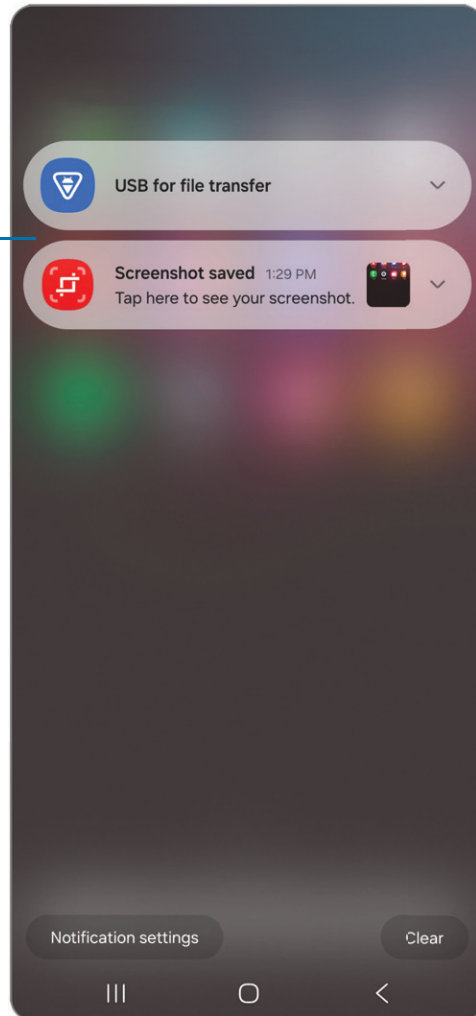 USB for file transfer
Screenshot saved 1:29 PM
Tap here to see your screenshot.
Notification settings
Clear